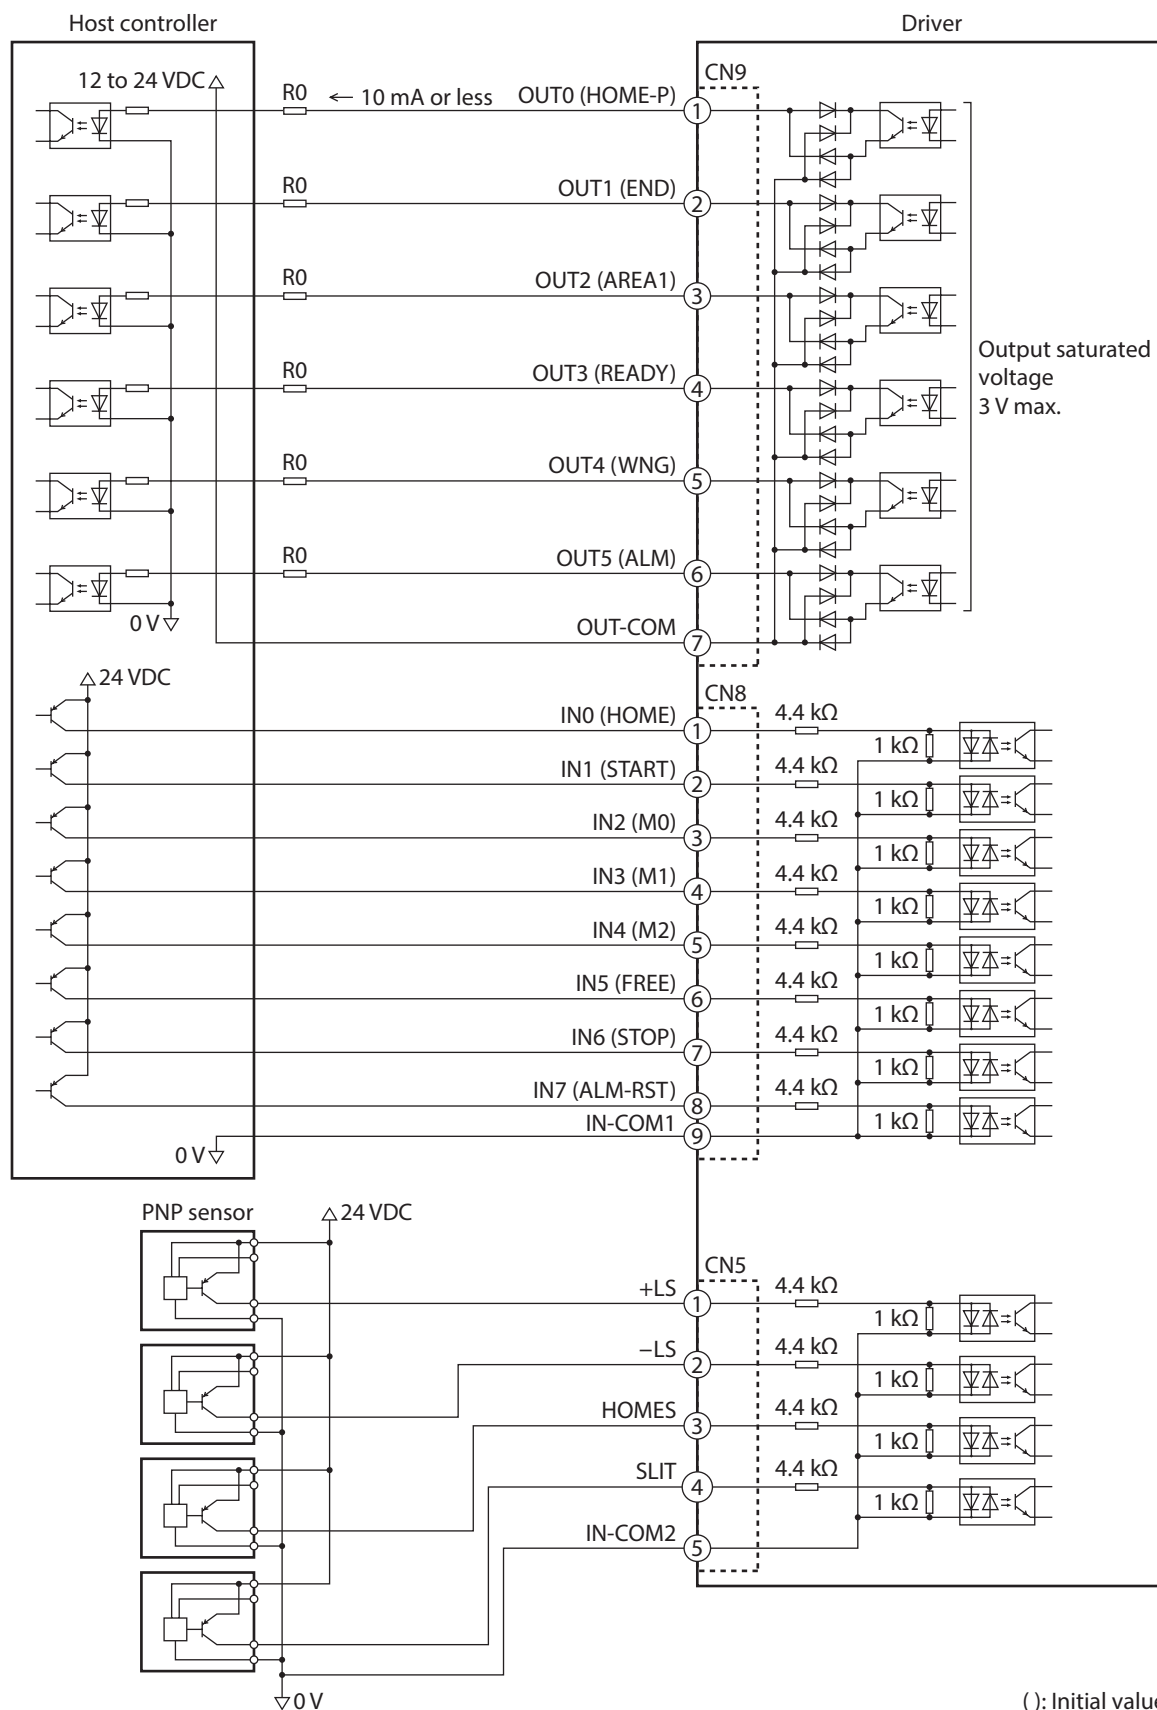 Host controller
Driver
12 to 24 VDC
R0
← 10 mA or less
OUT0 (HOME-P)
CN9
1
R0
OUT1 (END)
2
R0
OUT2 (AREA1)
3
Output saturated
voltage
3 V max.
R0
OUT3 (READY)
4
R0
OUT4 (WNG)
5
R0
OUT5 (ALM)
6
0 V
OUT-COM
7
24 VDC
CN8
IN0 (HOME)
1
4.4 kΩ
1 kΩ
IN1 (START)
2
4.4 kΩ
1 kΩ
IN2 (M0)
3
4.4 kΩ
1 kΩ
IN3 (M1)
4
4.4 kΩ
1 kΩ
IN4 (M2)
5
4.4 kΩ
1 kΩ
IN5 (FREE)
6
4.4 kΩ
1 kΩ
IN6 (STOP)
7
4.4 kΩ
1 kΩ
IN7 (ALM-RST)
8
4.4 kΩ
1 kΩ
IN-COM1
9
0 V
PNP sensor
24 VDC
CN5
+LS
1
4.4 kΩ
1 kΩ
−LS
2
4.4 kΩ
1 kΩ
HOMES
3
4.4 kΩ
1 kΩ
SLIT
4
4.4 kΩ
1 kΩ
IN-COM2
5
0 V
( ): Initial value